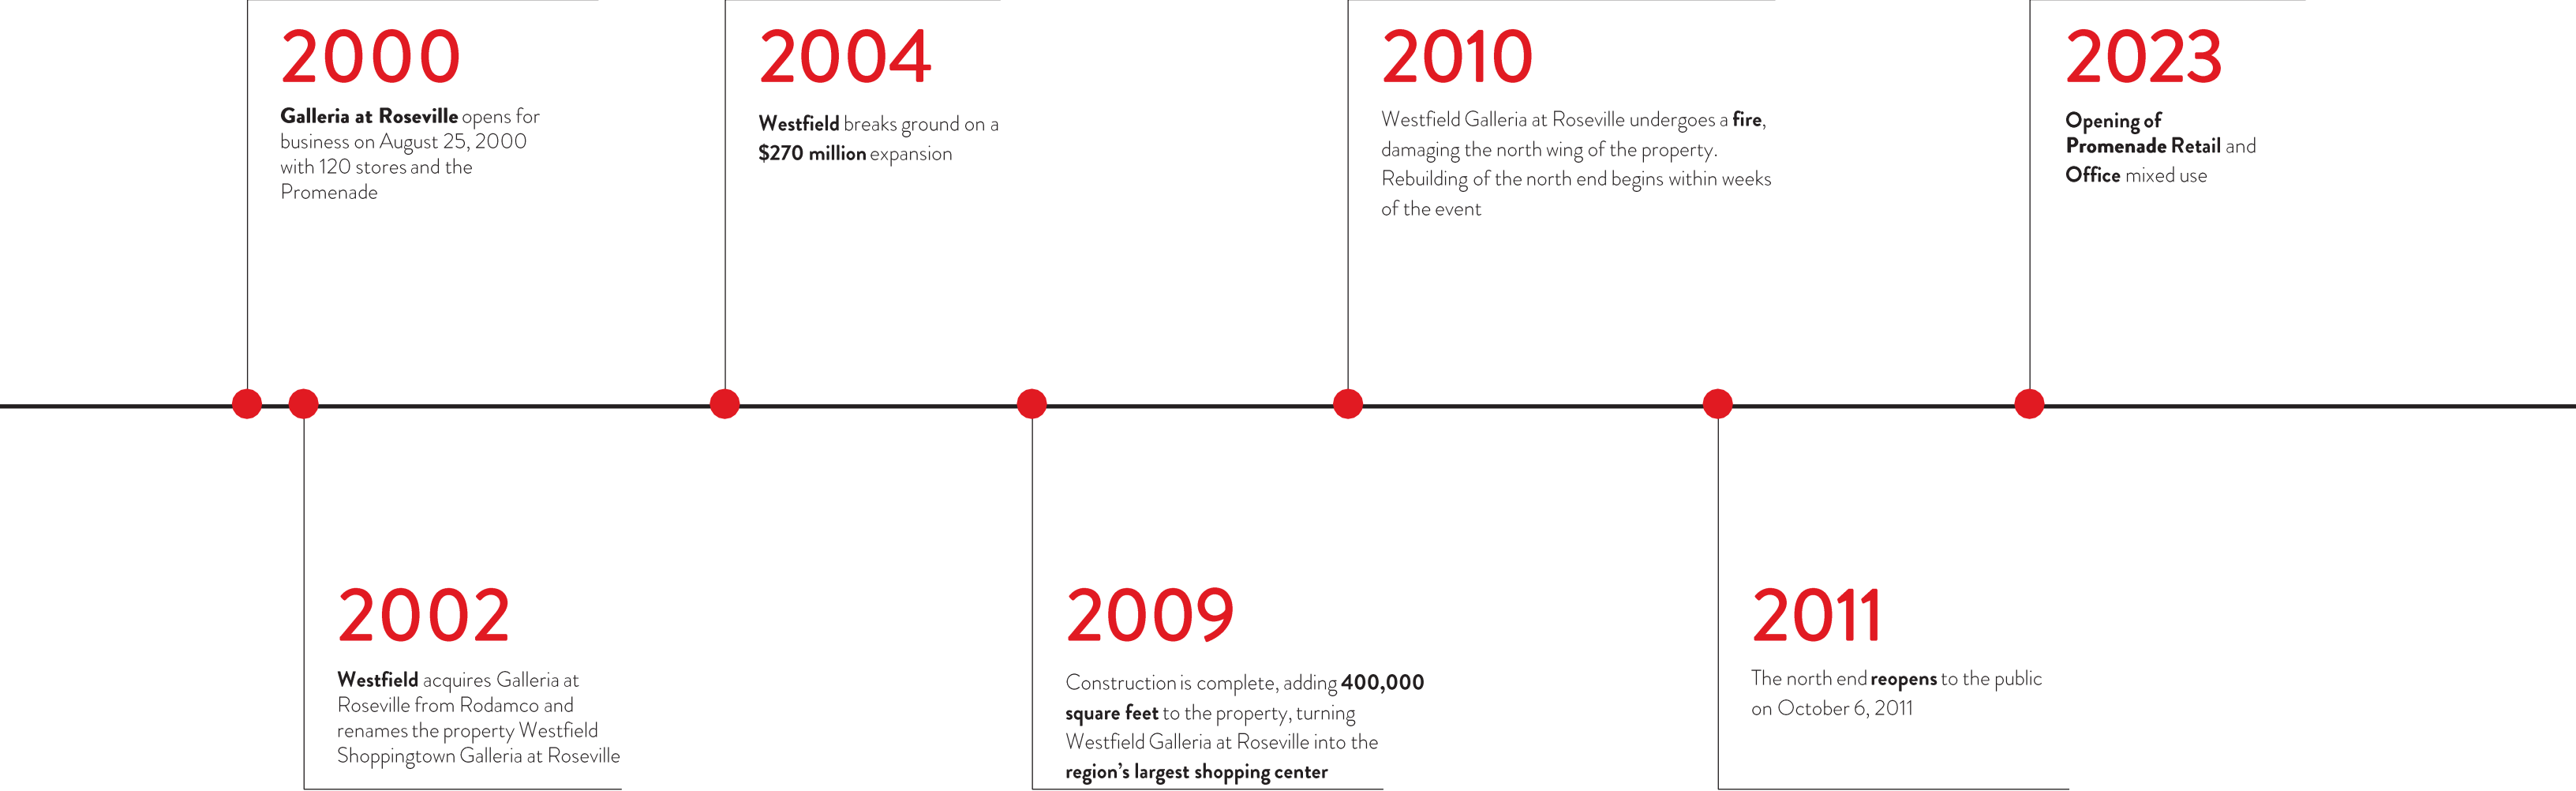 2000
Galleria at Roseville opens for
business on August 25, 2000
with 120 stores and the
Promenade
2002
Westfield acquires Galleria at
Roseville from Rodamco and
renames the property Westfield
Shoppingtown Galleria at Roseville
2004
Westfield breaks ground on a
$270 million expansion
2009
Construction is complete, adding 400,000
square feet to the property, turning
Westfield Galleria at Roseville into the
region's largest shopping center
2010
Westfield Galleria at Roseville undergoes a fire,
damaging the north wing of the property.
Rebuilding of the north end begins within weeks
of the event
2011
The north end reopens to the public
on October 6, 2011
2023
Opening of
Promenade Retail and
Office mixed use